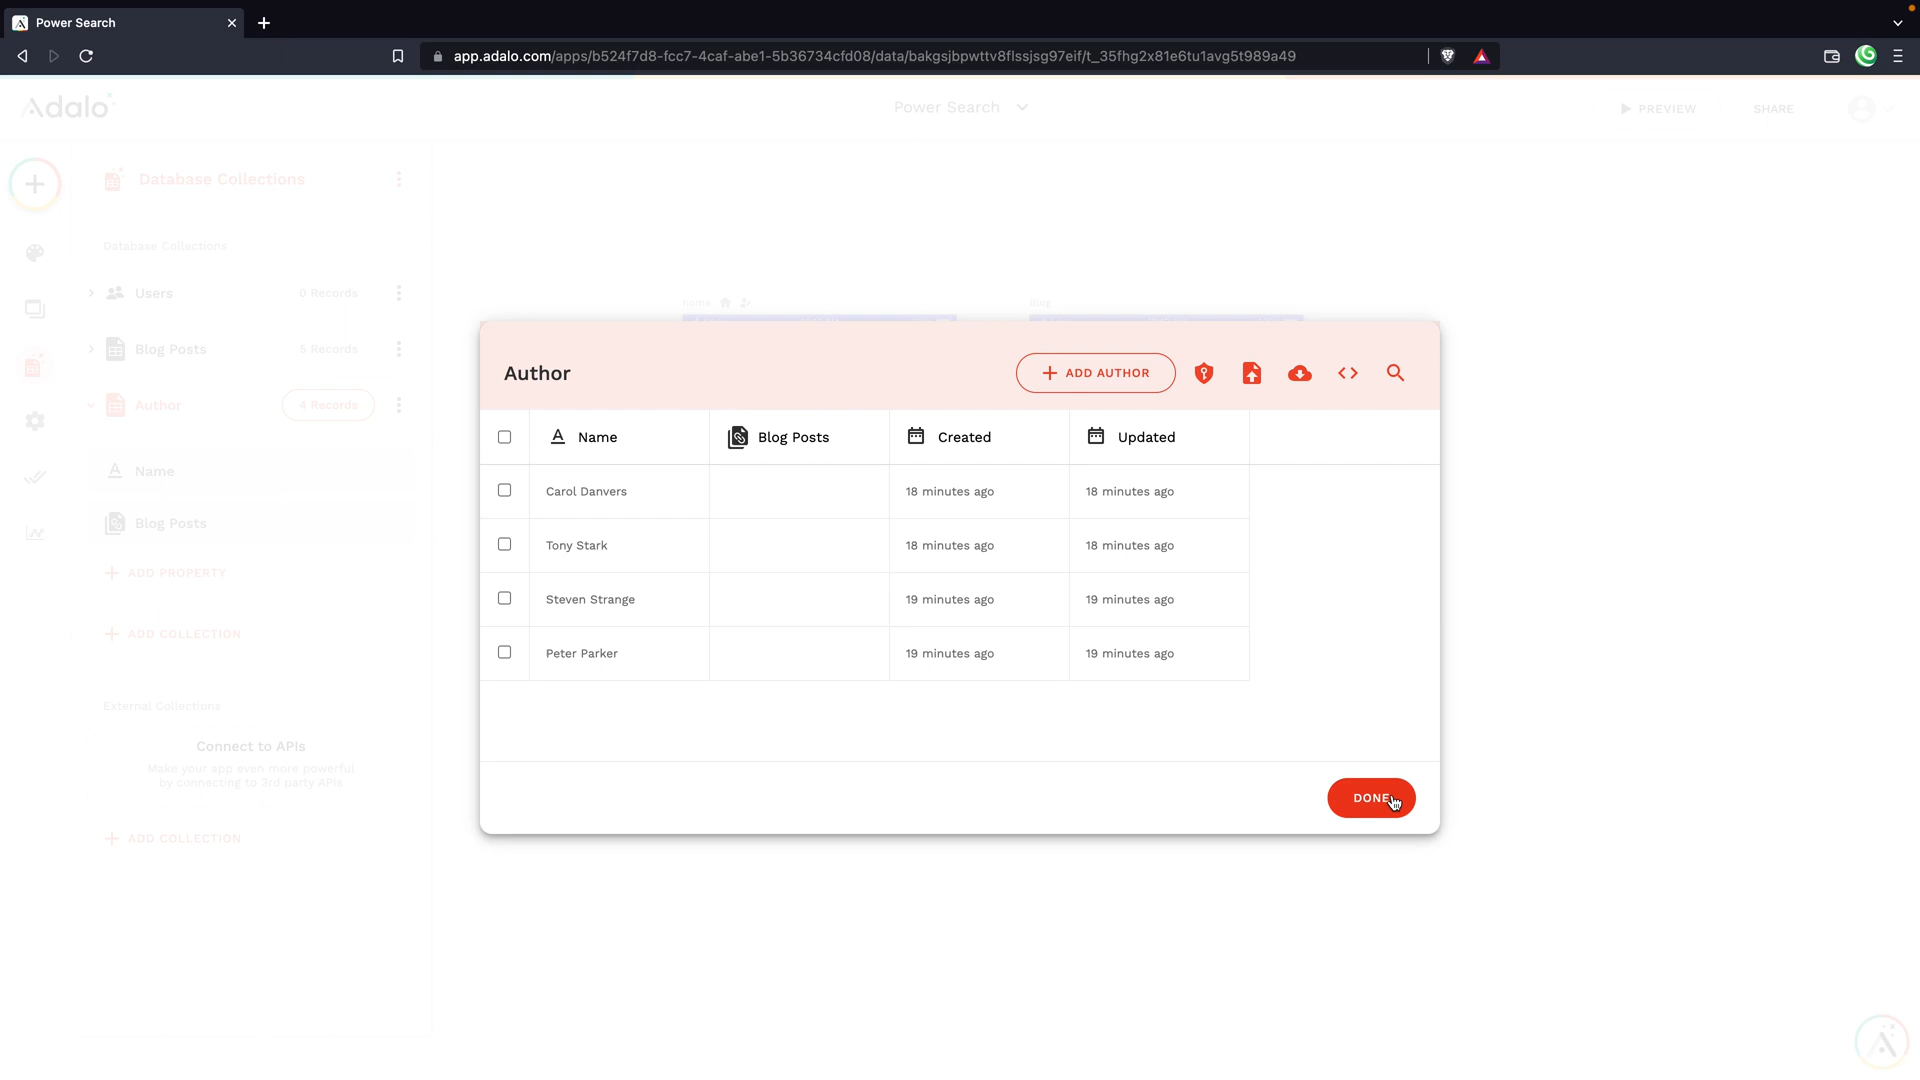 Power Search
app.adalo.com/apps/b524f7d8-fcc7-4caf-abe1-5b36734cfd08/data/bakgsjbpwttv8flssjsg97eif/t_35fhg2x81e6tu1avg5t989a49
Adalo
Power Search
PREVIEW
SHARE
Database Collections
Database Collections
Users
0 Records
Blog Posts
5 Records
Author
4 Records
Name
Blog Posts
ADD PROPERTY
ADD COLLECTION
External Collections
Connect to APIs
Make your app even more powerful
by connecting to 3rd party APIs
ADD COLLECTION
home
Blog
Author
ADD AUTHOR
Name Blog Posts Created Updated
Carol Danvers 18 minutes ago 18 minutes ago
Tony Stark 18 minutes ago 18 minutes ago
Steven Strange 19 minutes ago 19 minutes ago
Peter Parker 19 minutes ago 19 minutes ago
DONE